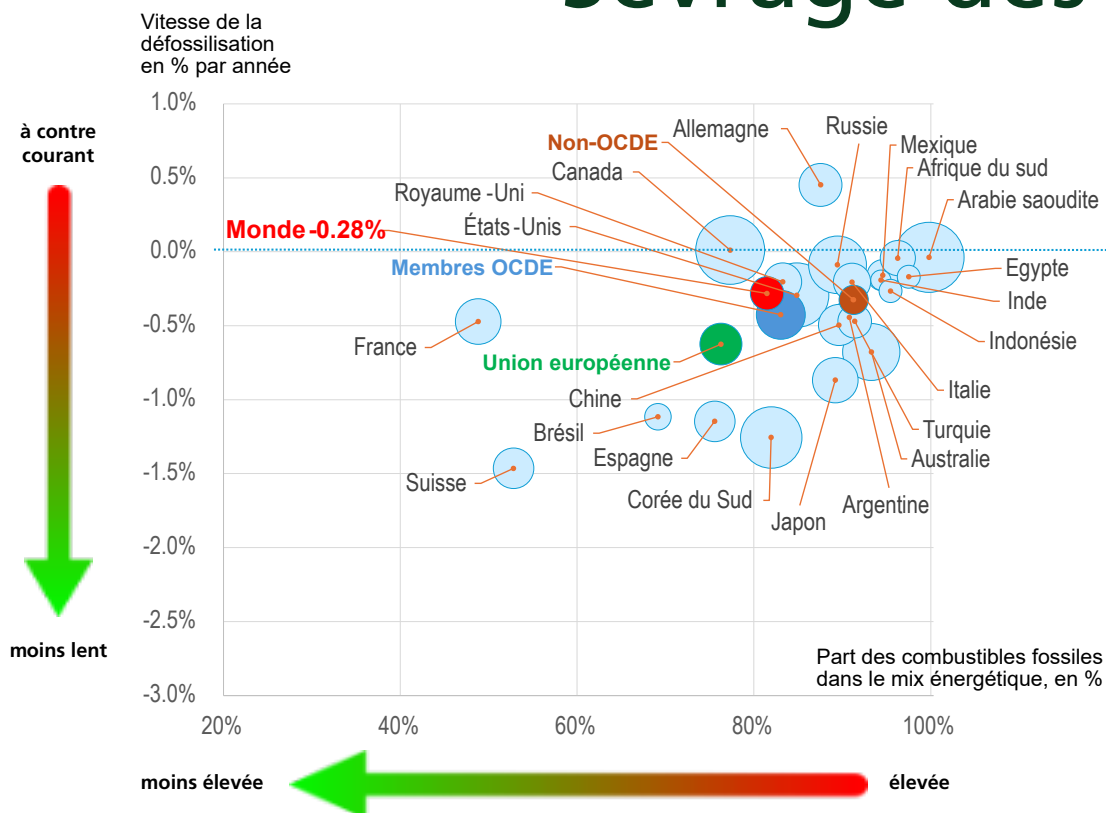 Sevrage des
Vitesse de la
défossilisation
en % par année
à contre
courant
moins lent
1.0%
0.5%
0.0%
-0.5%
-1.0%
-1.5%
-2.0%
-2.5%
-3.0%
Allemagne
Russie
Non-OCDE
Mexique
Canada
Afrique du sud
Royaume-Uni
Arabie saoudite
Monde -0.28%
États-Unis
Membres OCDE
Egypte
Inde
France
Indonésie
Union européenne
Chine
Italie
Brésil
Turquie
Espagne
Australie
Suisse
Corée du Sud
Argentine
Japon
Part des combustibles fossiles
dans le mix énergétique, en %
20%
40%
60%
80%
100%
moins élevée
élevée